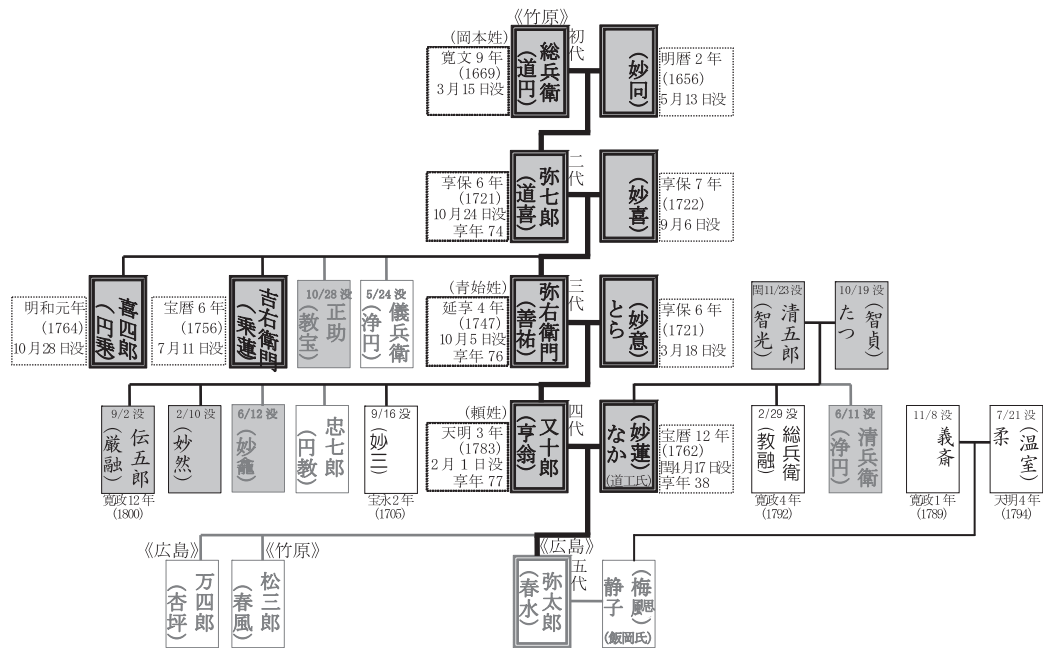 《竹原》
(岡本姓)
初代
寛文9年
(1669)
3月15日没
総兵衛
(道円)
(妙同)
明暦2年
(1656)
5月13日没
二代
享保6年
(1721)
10月24日没
享年74
弥七郎
(道喜)
(妙喜)
享保7年
(1722)
9月6日没
明和元年
(1764)
10月28日没
喜四郎
(円乗)
宝暦6年
(1756)
7月11日没
吉右衛門
(乗蓮)
10/28没
正助
(教宝)
5/24没
儀兵衛
(浄円)
(青始姓)
三代
延享4年
(1747)
10月5日没
享年76
弥右衛門
(善祐)
(妙意)
とら
享保6年
(1721)
3月18日没
閏11/23没
清五郎
(智光)
10/19没
(智貞)
たつ
9/2没
伝五郎
(厳融)
寛政12年
(1800)
2/10没
(妙然)
6/12没
(妙龕)
忠七郎
(円教)
9/16没
(妙三)
宝永2年
(1705)
(頼姓)
四代
天明3年
(1783)
2月1日没
享年77
又十郎
(亨翁)
(妙蓮)
なか
(道工氏)
宝暦12年
(1762)
閏4月17日没
享年38
2/29没
総兵衛
(教融)
寛政4年
(1792)
6/11没
清兵衛
(浄円)
11/8没
義斎
寛政1年
(1789)
7/21没
(温室)
柔
天明4年
(1794)
《広島》
万四郎
(杏坪)
《竹原》
松三郎
(春風)
《広島》
五代
弥太郎
(春水)
(梅颸)
静子
(飯岡氏)